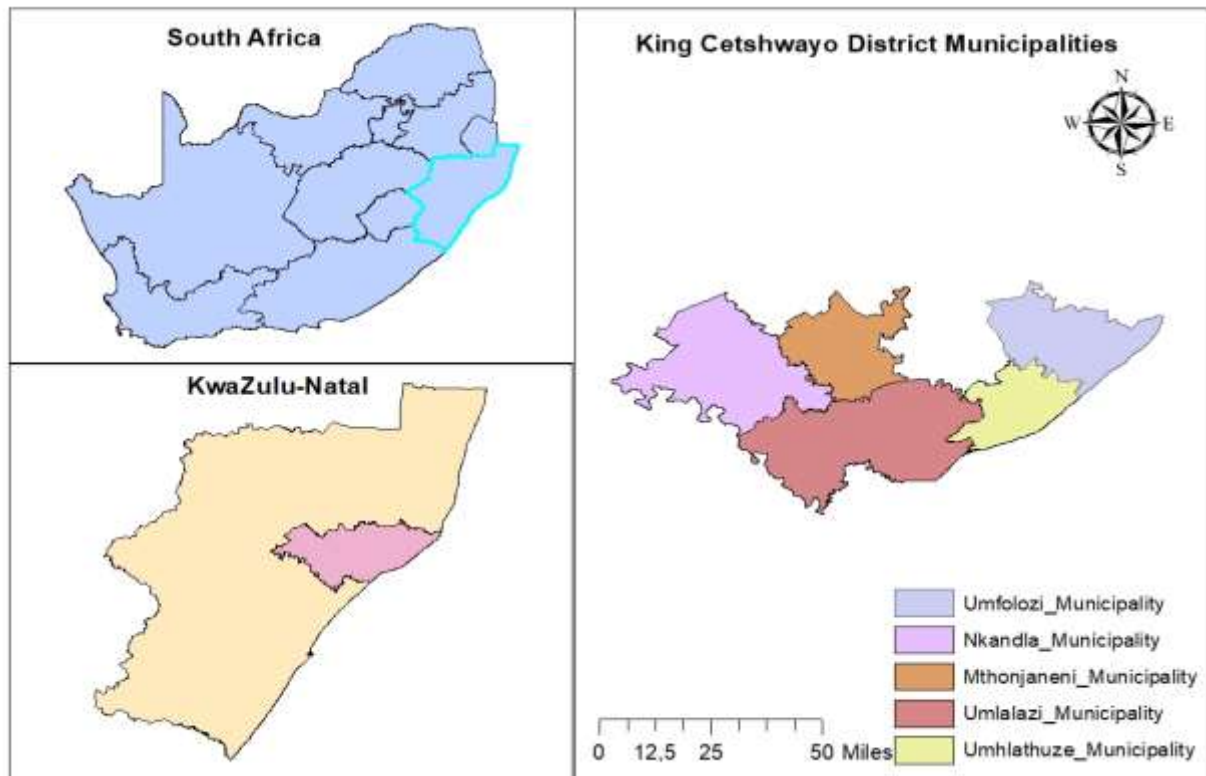 South Africa
KwaZulu-Natal
King Cetshwayo District Municipalities
N
W E
S
Umfolozi_Municipality
Nkandla_Municipality
Mthonjaneni_Municipality
Umlalazi_Municipality
Umhlathuze_Municipality
0 12,5 25 50 Miles